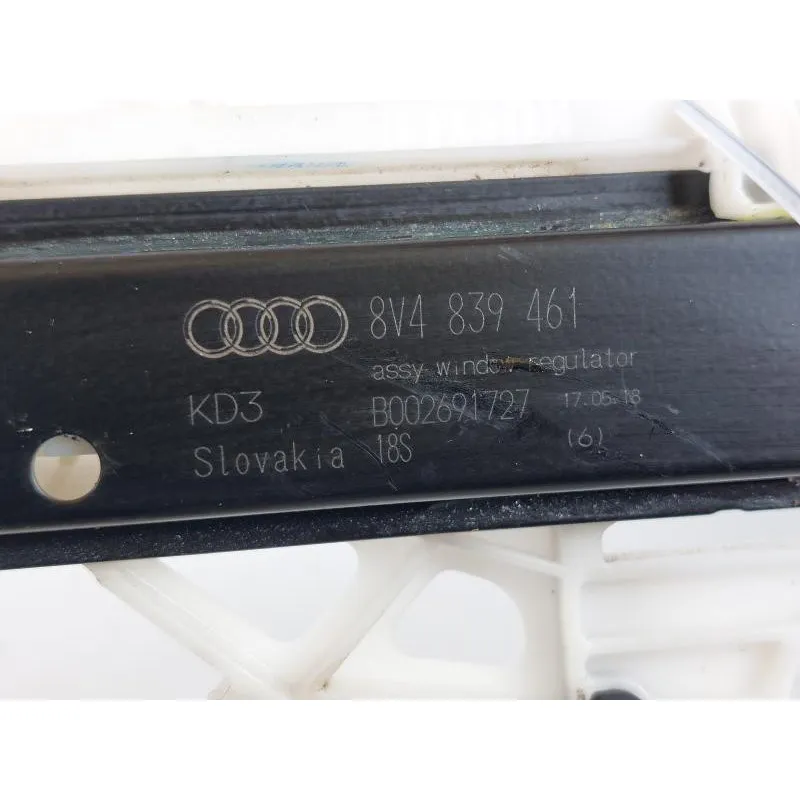 8V4 839 461
assy window regulator
KD3 B002691727 17.05.18
Slovakia 18S (6)